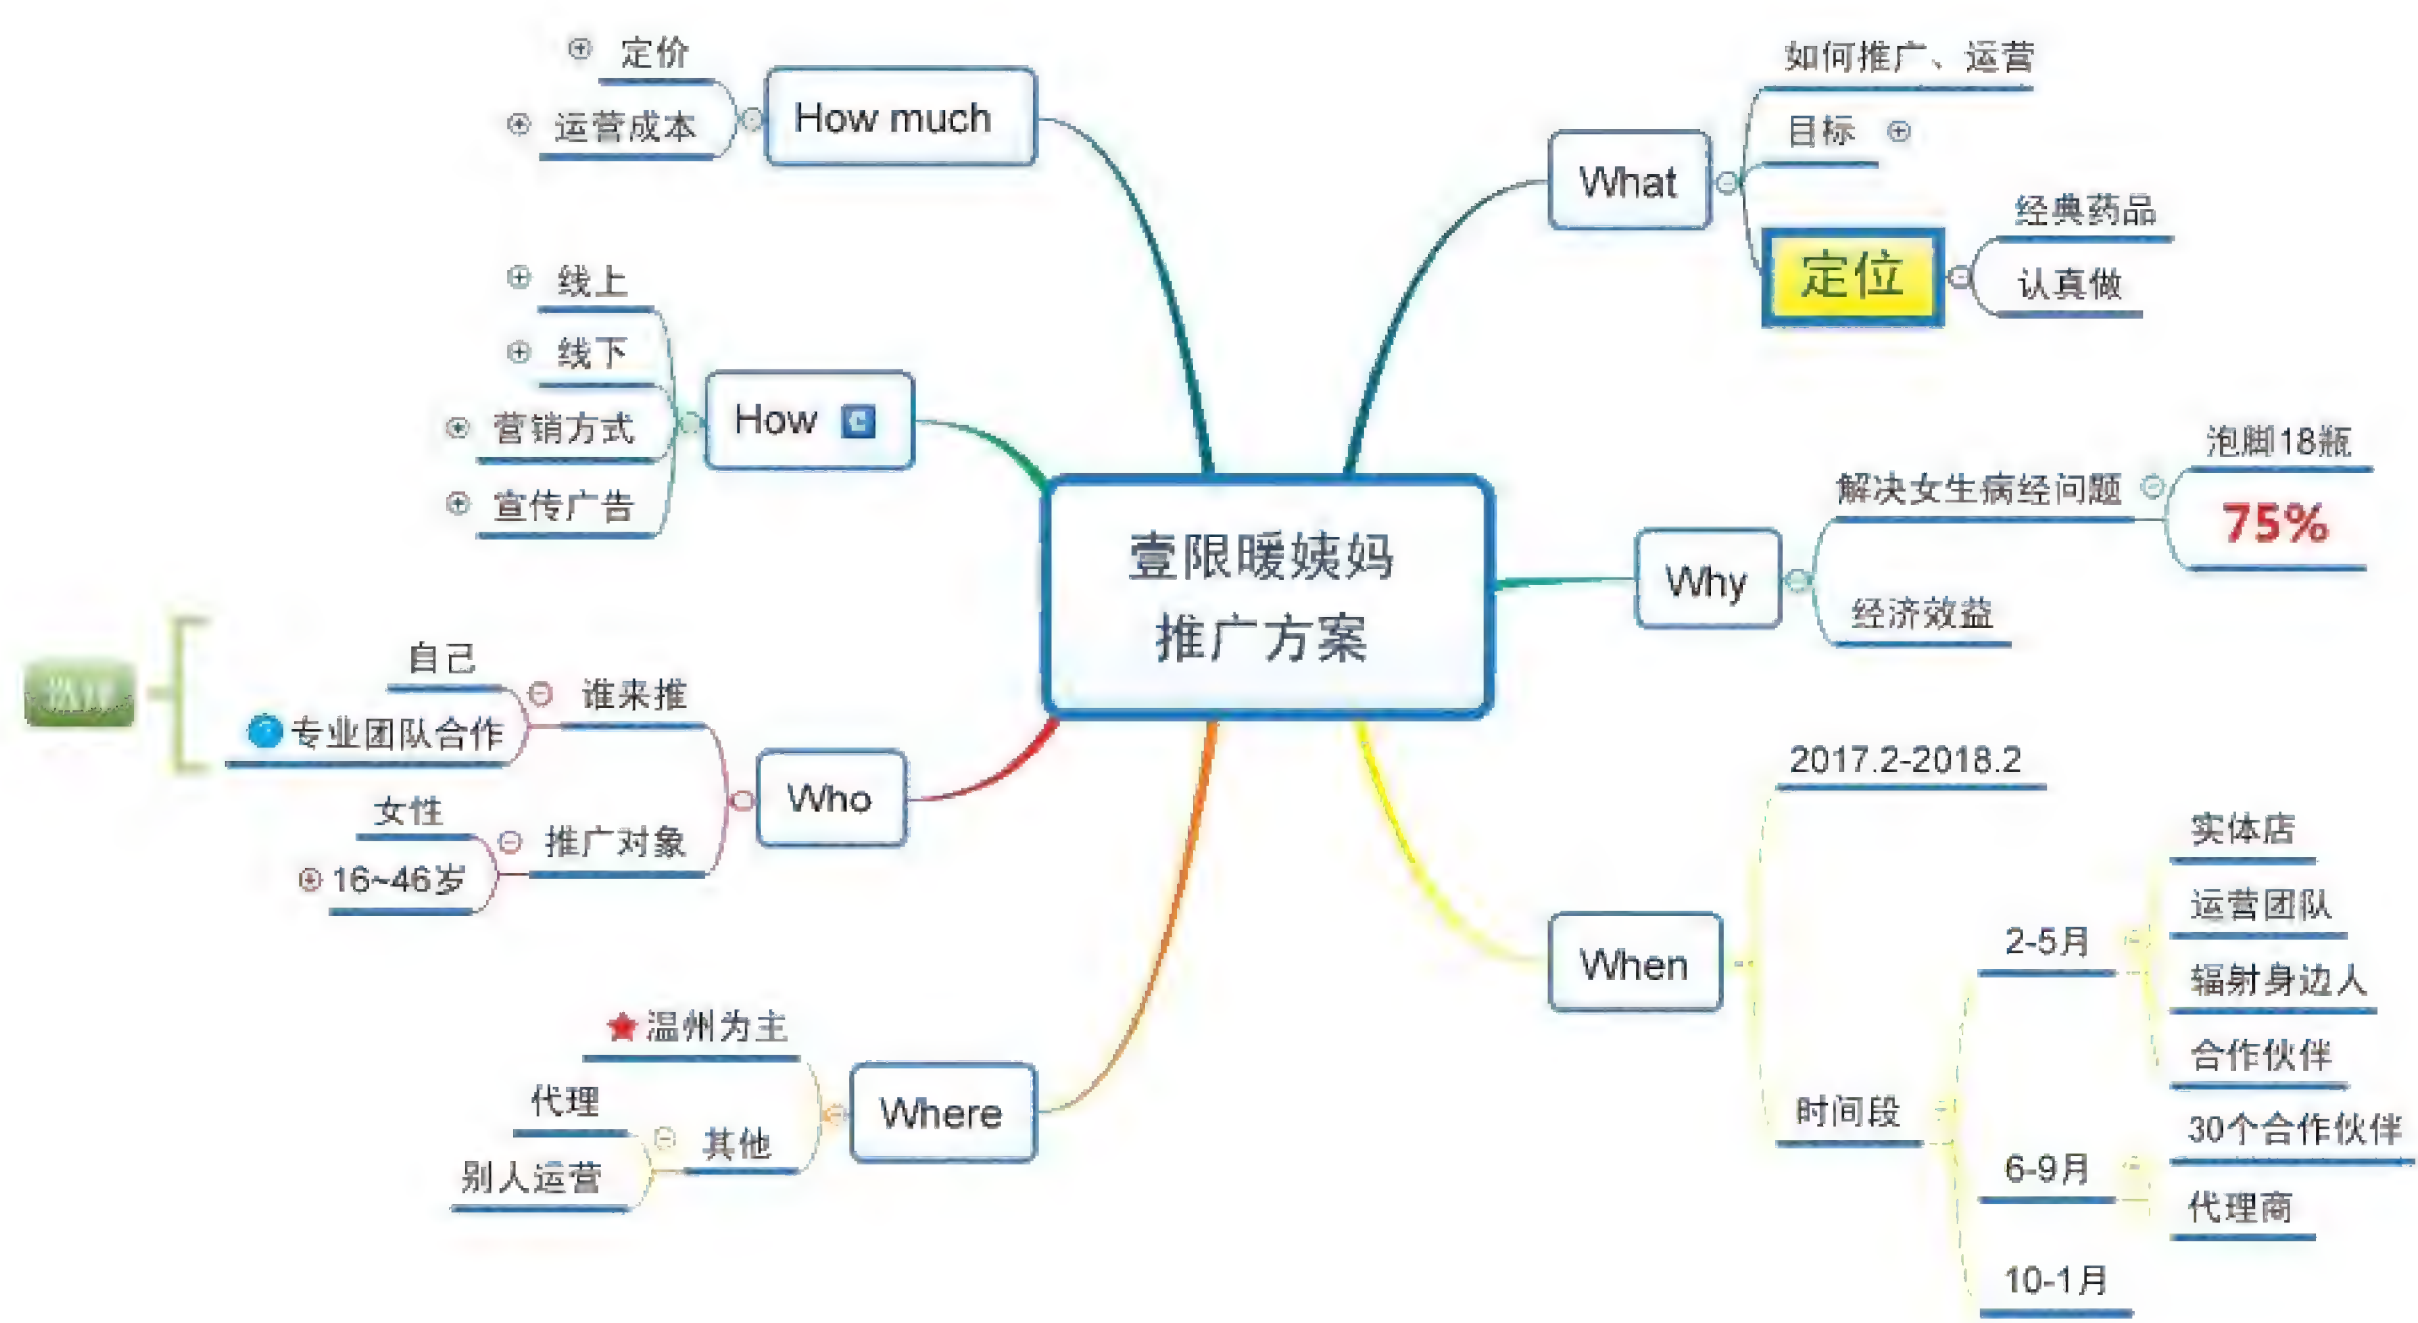 壹限暖姨妈
推广方案
What
如何推广、运营
目标
定位
经典药品
认真做
Why
解决女生病经问题
泡脚18瓶
75%
经济效益
When
2017.2-2018.2
时间段
2-5月
实体店
运营团队
辐射身边人
合作伙伴
6-9月
30个合作伙伴
代理商
10-1月
How much
定价
运营成本
How
线上
线下
营销方式
宣传广告
Who
谁来推
自己
专业团队合作
推广对象
女性
16~46岁
Where
温州为主
其他
代理
别人运营